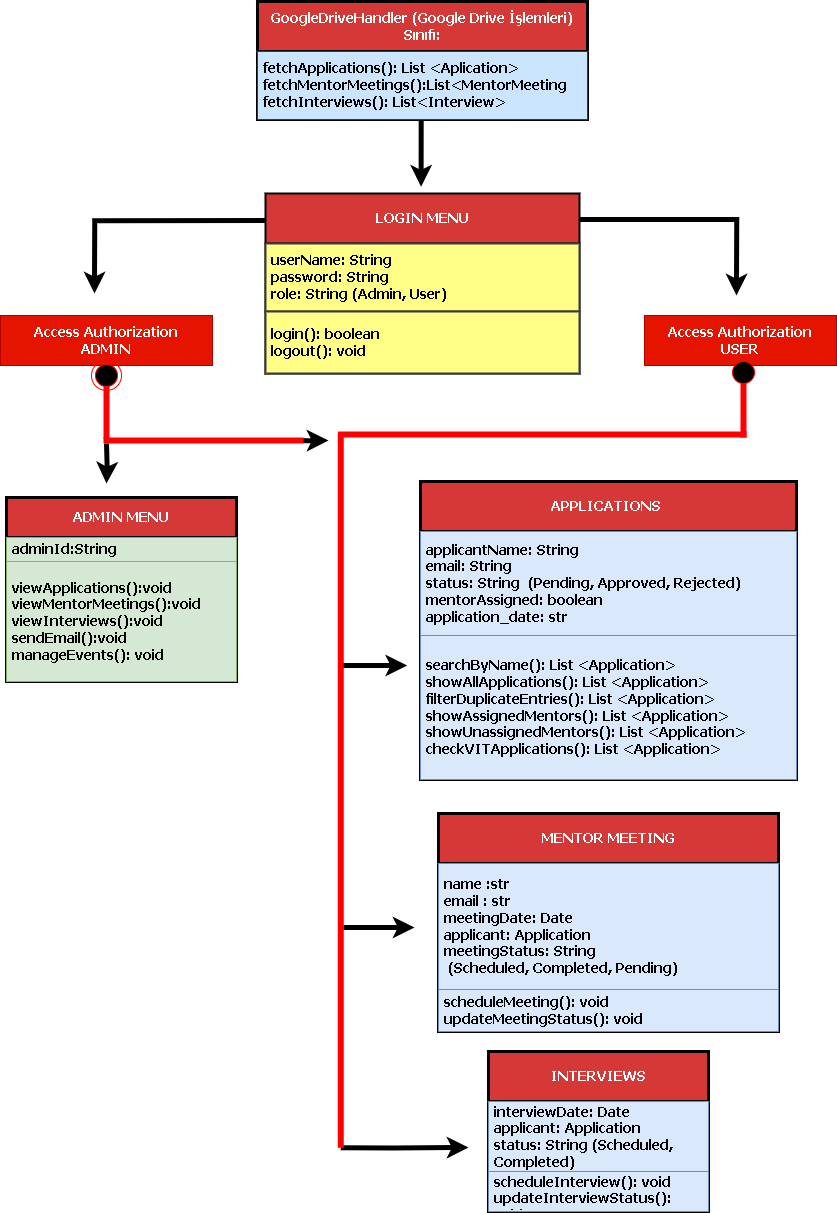 GoogleDriveHandler (Google Drive İşlemleri)
Sınıfı:
fetchApplications(): List <Aplication>
fetchMentorMeetings():List<MentorMeeting
fetchInterviews(): List<Interview>
LOGIN MENU
userName: String
password: String
role: String (Admin, User)
login(): boolean
logout(): void
Access Authorization
ADMIN
Access Authorization
USER
ADMIN MENU
adminId:String
viewApplications():void
viewMentorMeetings():void
viewInterviews():void
sendEmail():void
manageEvents(): void
APPLICATIONS
applicantName: String
email: String
status: String  (Pending, Approved, Rejected)
mentorAssigned: boolean
application_date: str
searchByName(): List <Application>
showAllApplications(): List <Application>
filterDuplicateEntries(): List <Application>
showAssignedMentors(): List <Application>
showUnassignedMentors(): List <Application>
checkVITApplications(): List <Application>
MENTOR MEETING
name :str
email : str
meetingDate: Date
applicant: Application
meetingStatus: String
(Scheduled, Completed, Pending)
scheduleMeeting(): void
updateMeetingStatus(): void
INTERVIEWS
interviewDate: Date
applicant: Application
status: String (Scheduled,
Completed)
scheduleInterview(): void
updateInterviewStatus():